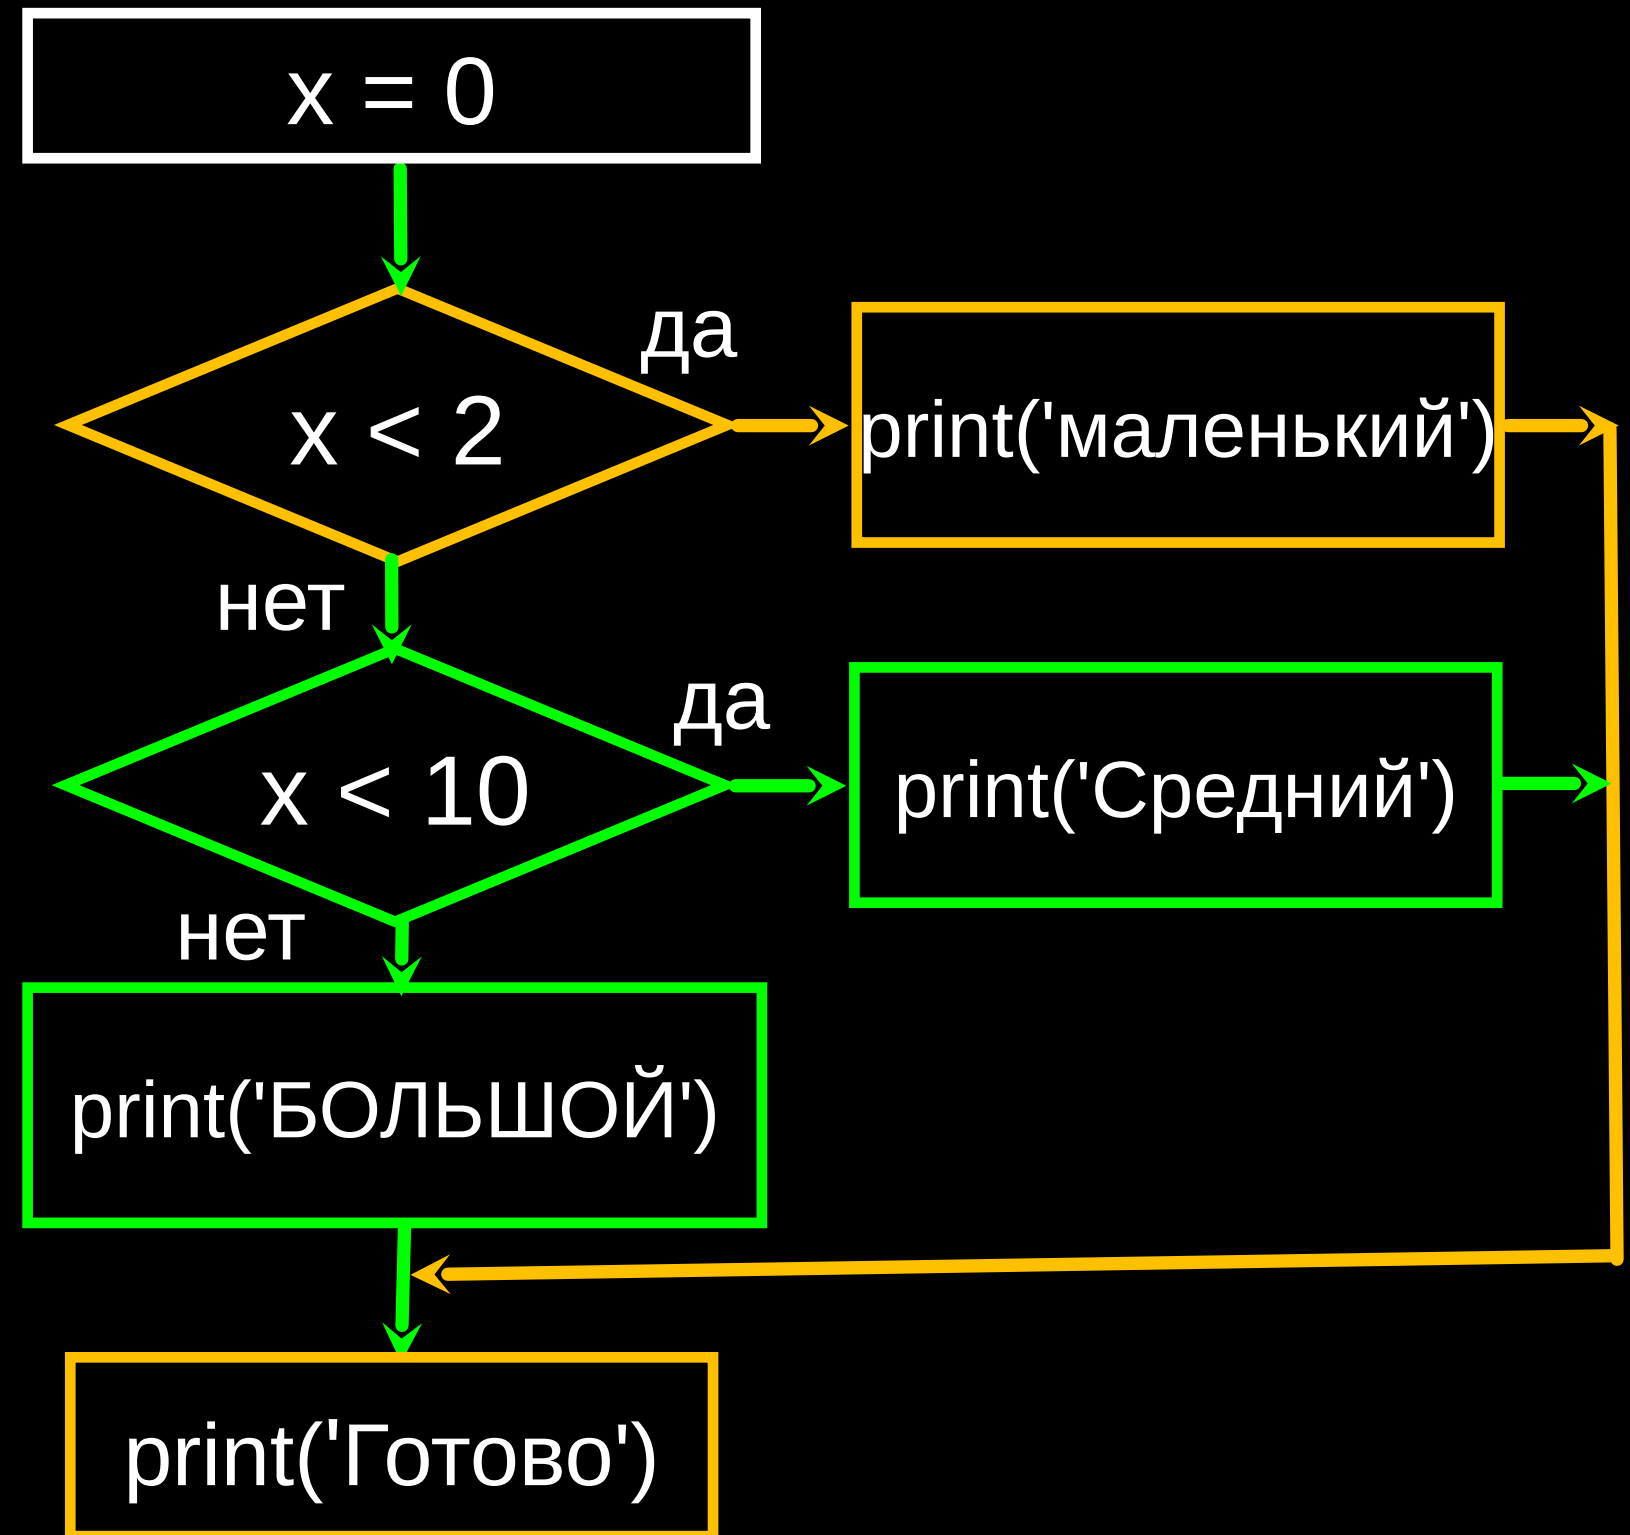 x = 0
да
x < 2
print('маленький')
нет
да
x < 10
print('Средний')
нет
print('БОЛЬШОЙ')
print('Готово')